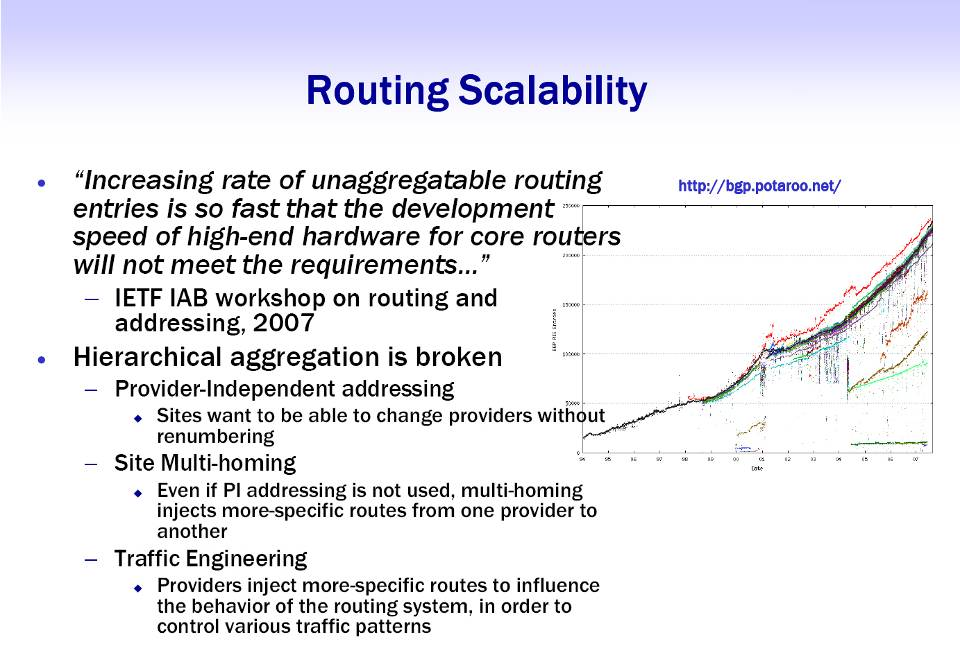 Routing Scalability
• “Increasing rate of unaggregatable routing
entries is so fast that the development
speed of high-end hardware for core routers
will not meet the requirements…”
– IETF IAB workshop on routing and
addressing, 2007
• Hierarchical aggregation is broken
– Provider-Independent addressing
◆ Sites want to be able to change providers without
renumbering
– Site Multi-homing
◆ Even if PI addressing is not used, multi-homing
injects more-specific routes from one provider to
another
– Traffic Engineering
◆ Providers inject more-specific routes to influence
the behavior of the routing system, in order to
control various traffic patterns
http://bgp.potaroo.net/
250000
200000
150000
100000
50000
0
94 95 96 97 98 99 00 01 02 03 04 05 06 07
Date